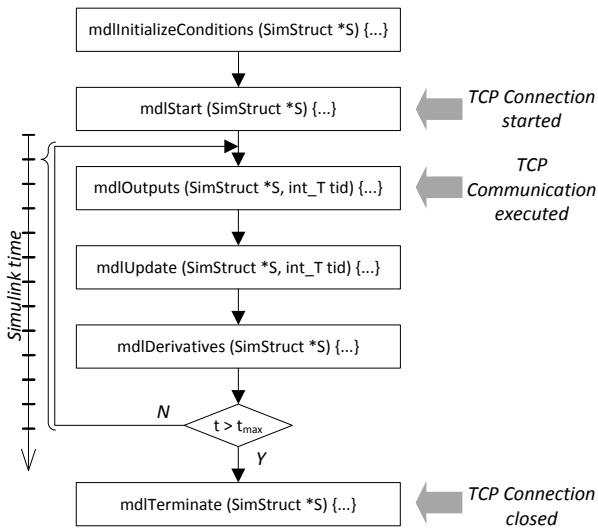 mdlInitializeConditions (SimStruct *S) {...}
mdlStart (SimStruct *S) {...}
TCP Connection
started
mdlOutputs (SimStruct *S, int_T tid) {...}
TCP
Communication
executed
mdlUpdate (SimStruct *S, int_T tid) {...}
Simulink time
mdlDerivatives (SimStruct *S) {...}
N
t > tmax
Y
mdlTerminate (SimStruct *S) {...}
TCP Connection
closed